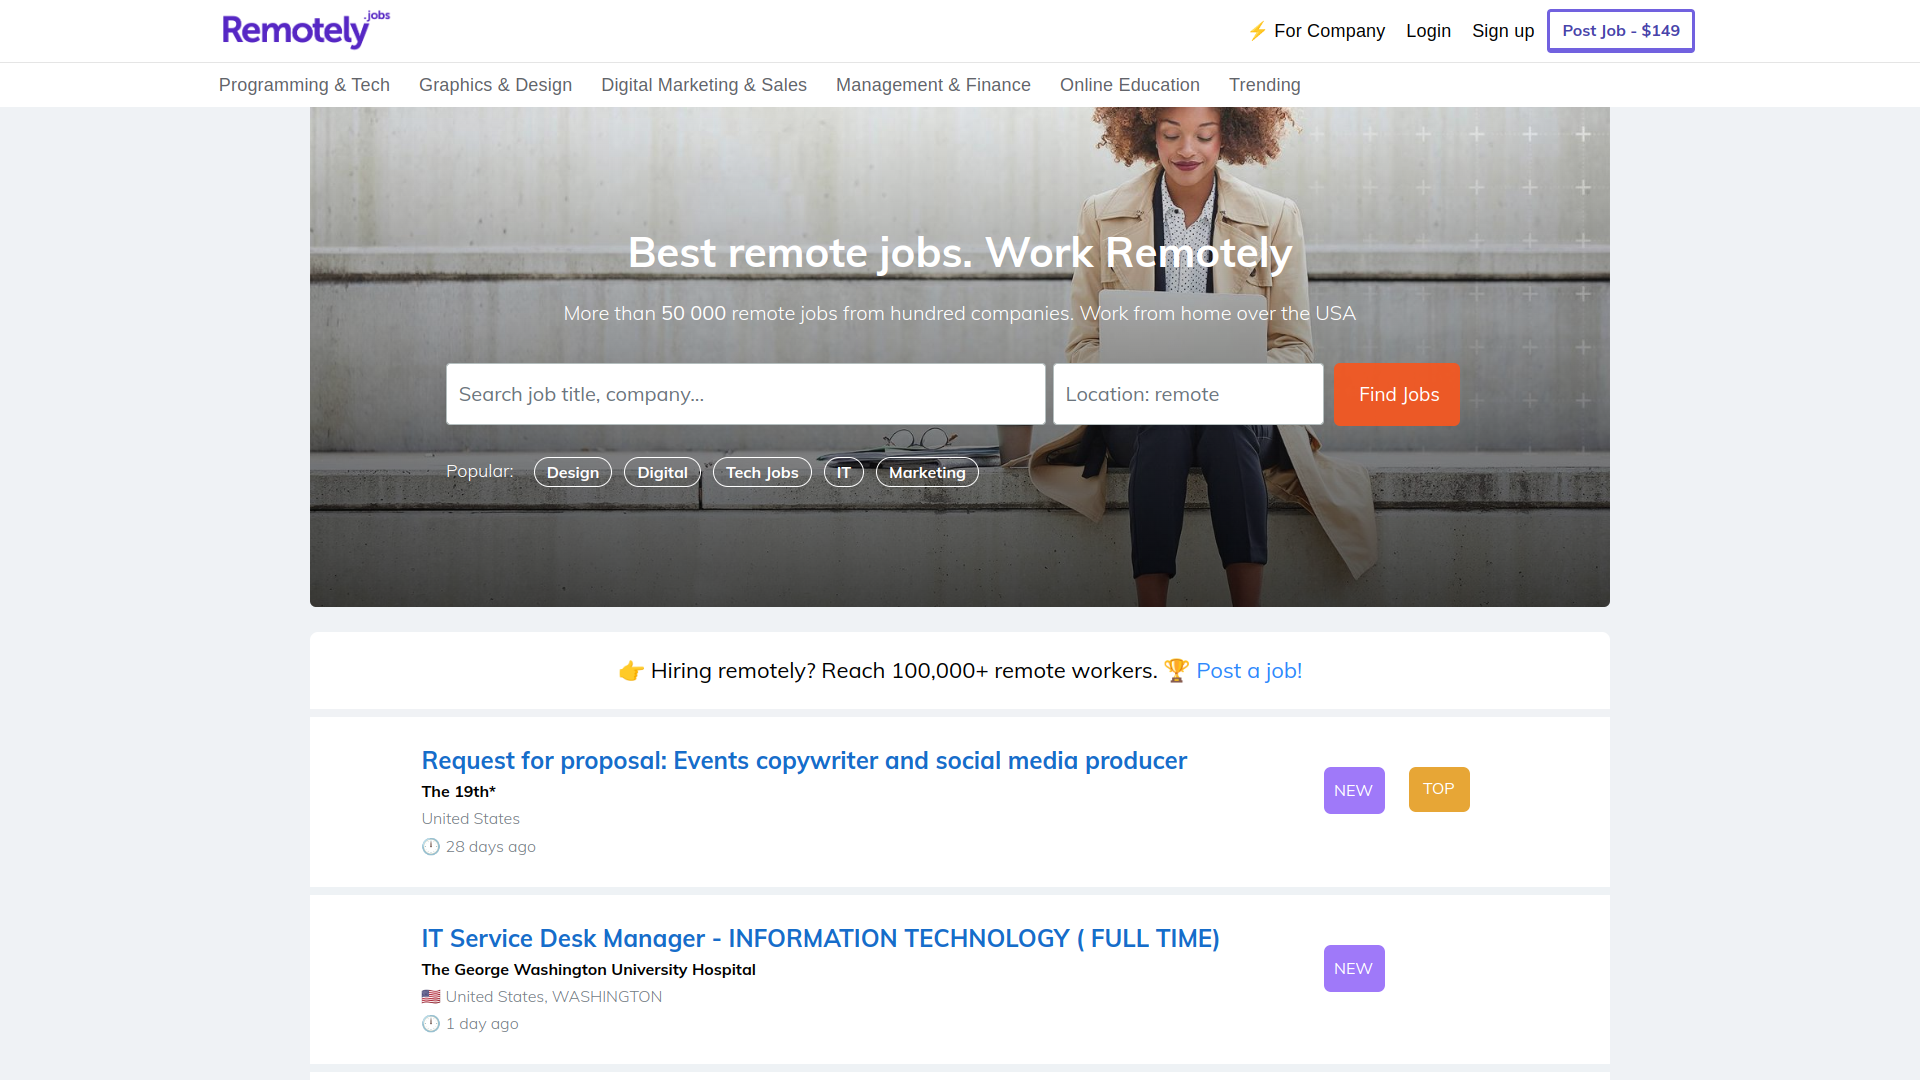 Remotely.jobs
⚡ For Company Login Sign up Post Job - $149
Programming & Tech Graphics & Design Digital Marketing & Sales Management & Finance Online Education Trending
Best remote jobs. Work Remotely
More than 50 000 remote jobs from hundred companies. Work from home over the USA
Search job title, company... Location: remote Find Jobs
Popular: Design Digital Tech Jobs IT Marketing
👉 Hiring remotely? Reach 100,000+ remote workers. 🏆 Post a job!
Request for proposal: Events copywriter and social media producer
The 19th*
United States
🕛 28 days ago
NEW TOP
IT Service Desk Manager - INFORMATION TECHNOLOGY ( FULL TIME)
The George Washington University Hospital
🇺🇸 United States, WASHINGTON
🕛 1 day ago
NEW